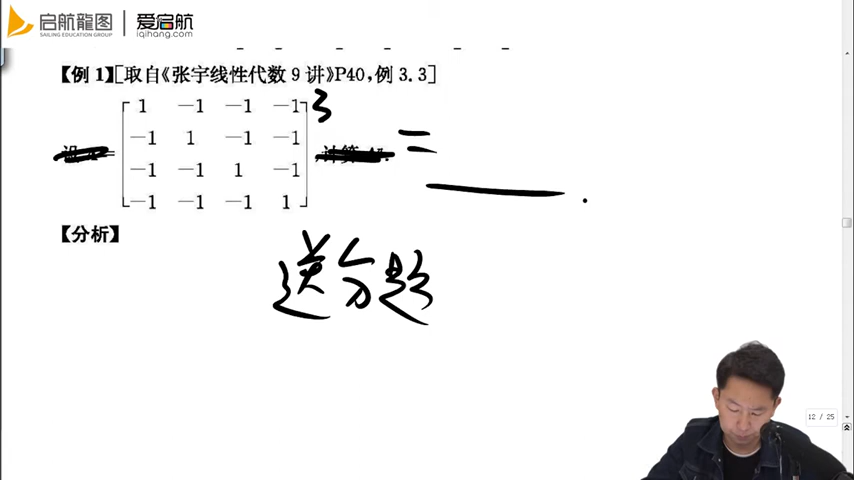 启航龍图 爱启航
SAILING EDUCATION GROUP iqihang.com
【例1】[取自《张宇线性代数9讲》P40,例3.3]
1 -1 -1 -1 3
-1 1 -1 -1
=
-1 -1 1 -1
-1 -1 -1 1
【分析】
送分题
12 / 25